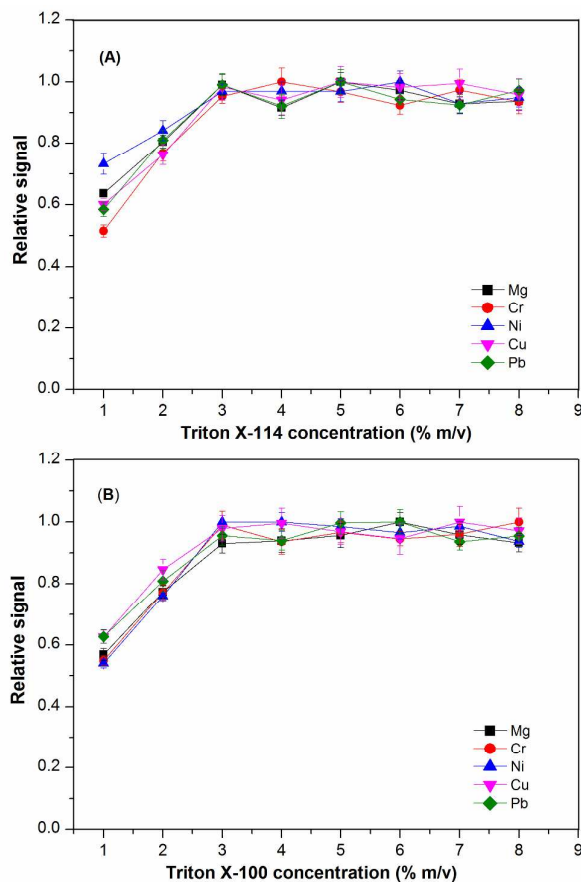 (A)
1.2
1.0
0.8
0.6
0.4
0.2
0.0
Relative signal
Mg
Cr
Ni
Cu
Pb
1 2 3 4 5 6 7 8 9
Triton X-114 concentration (% m/v)
(B)
1.2
1.0
0.8
0.6
0.4
0.2
0.0
Relative signal
Mg
Cr
Ni
Cu
Pb
1 2 3 4 5 6 7 8 9
Triton X-100 concentration (% m/v)